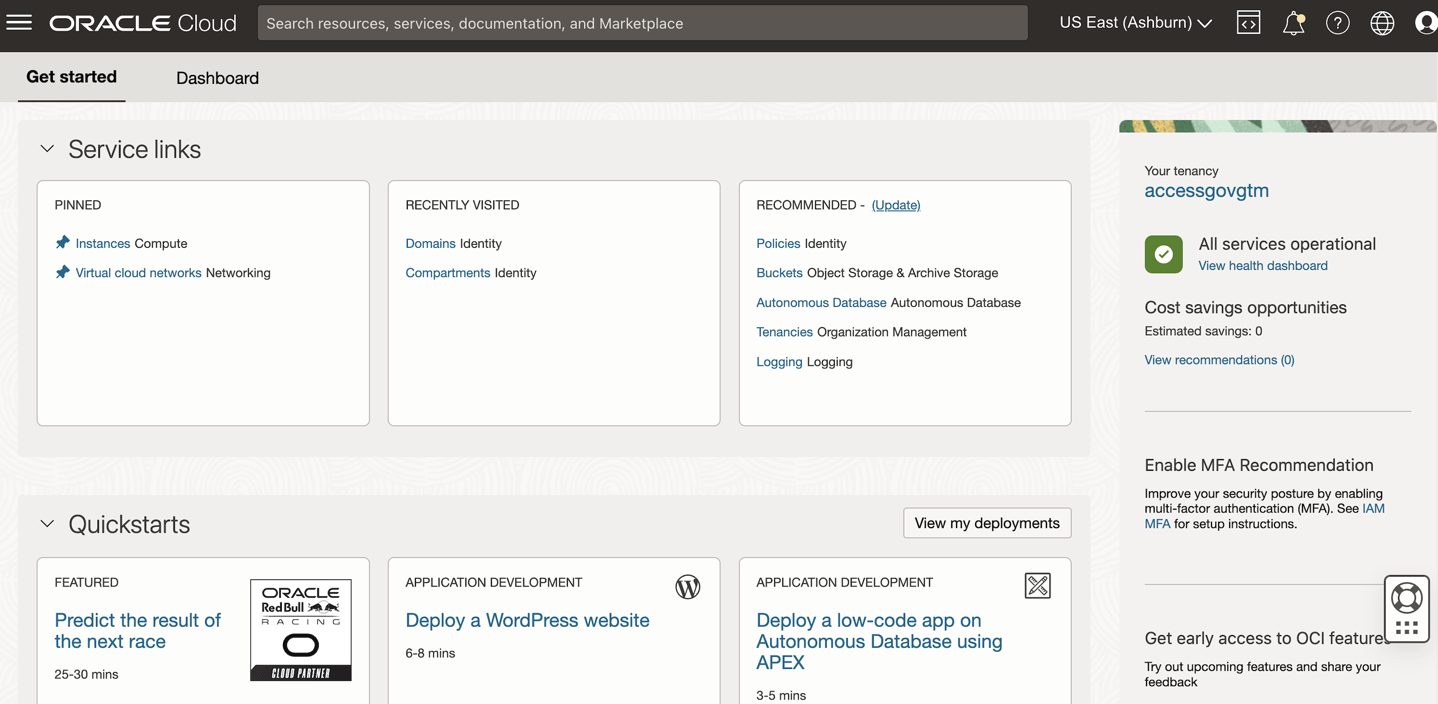 ORACLE Cloud
Search resources, services, documentation, and Marketplace
US East (Ashburn)
Get started
Dashboard
Service links
PINNED
Instances Compute
Virtual cloud networks Networking
RECENTLY VISITED
Domains Identity
Compartments Identity
RECOMMENDED - (Update)
Policies Identity
Buckets Object Storage & Archive Storage
Autonomous Database Autonomous Database
Tenancies Organization Management
Logging Logging
Quickstarts
View my deployments
FEATURED
Predict the result of
the next race
25-30 mins
ORACLE
Red Bull
RACING
CLOUD PARTNER
APPLICATION DEVELOPMENT
Deploy a WordPress website
6-8 mins
APPLICATION DEVELOPMENT
Deploy a low-code app on
Autonomous Database using
APEX
3-5 mins
Your tenancy
accessgovgtm
All services operational
View health dashboard
Cost savings opportunities
Estimated savings: 0
View recommendations (0)
Enable MFA Recommendation
Improve your security posture by enabling
multi-factor authentication (MFA). See IAM
MFA for setup instructions.
Get early access to OCI features
Try out upcoming features and share your
feedback